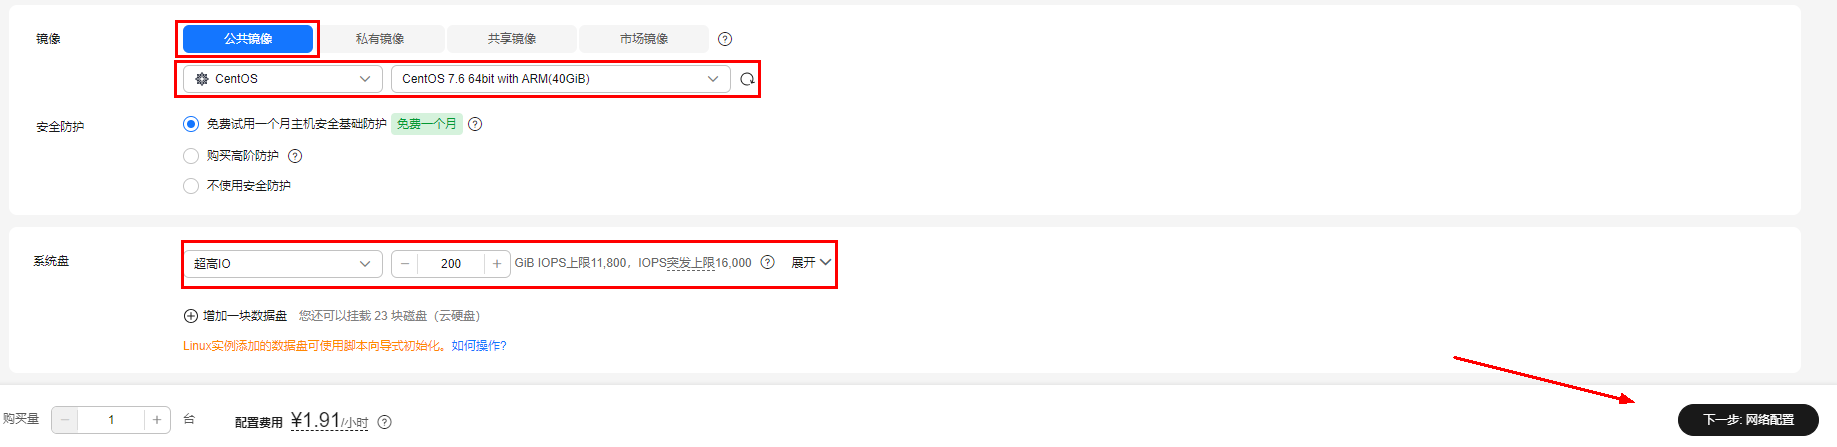 镜像 公共镜像 私有镜像 共享镜像 市场镜像
CentOS CentOS 7.6 64bit with ARM(40GiB)
安全防护 免费试用一个月主机安全基础防护 免费一个月
购买高阶防护
不使用安全防护
系统盘 超高IO 200 GiB IOPS上限11,800，IOPS突发上限16,000 展开
增加一块数据盘 您还可以挂载 23 块磁盘（云硬盘）
Linux实例添加的数据盘可使用脚本向导式初始化。如何操作?
购买量 1 台 配置费用 ¥1.91/小时 下一步: 网络配置